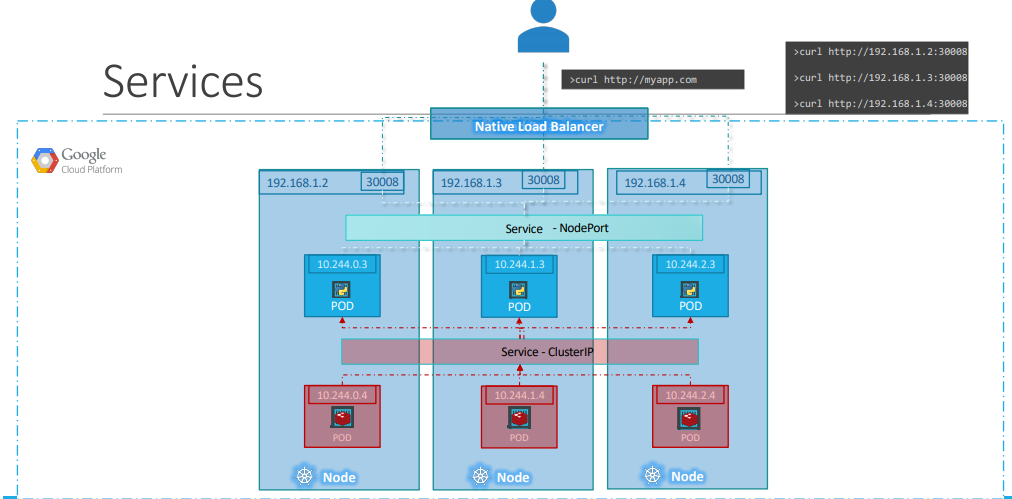 Services
>curl http://myapp.com
>curl http://192.168.1.2:30008
>curl http://192.168.1.3:30008
>curl http://192.168.1.4:30008
Native Load Balancer
Google
Cloud Platform
192.168.1.2
30008
192.168.1.3
30008
192.168.1.4
30008
Service - NodePort
10.244.0.3
POD
10.244.1.3
POD
10.244.2.3
POD
Service - ClusterIP
10.244.0.4
POD
10.244.1.4
POD
10.244.2.4
POD
Node
Node
Node